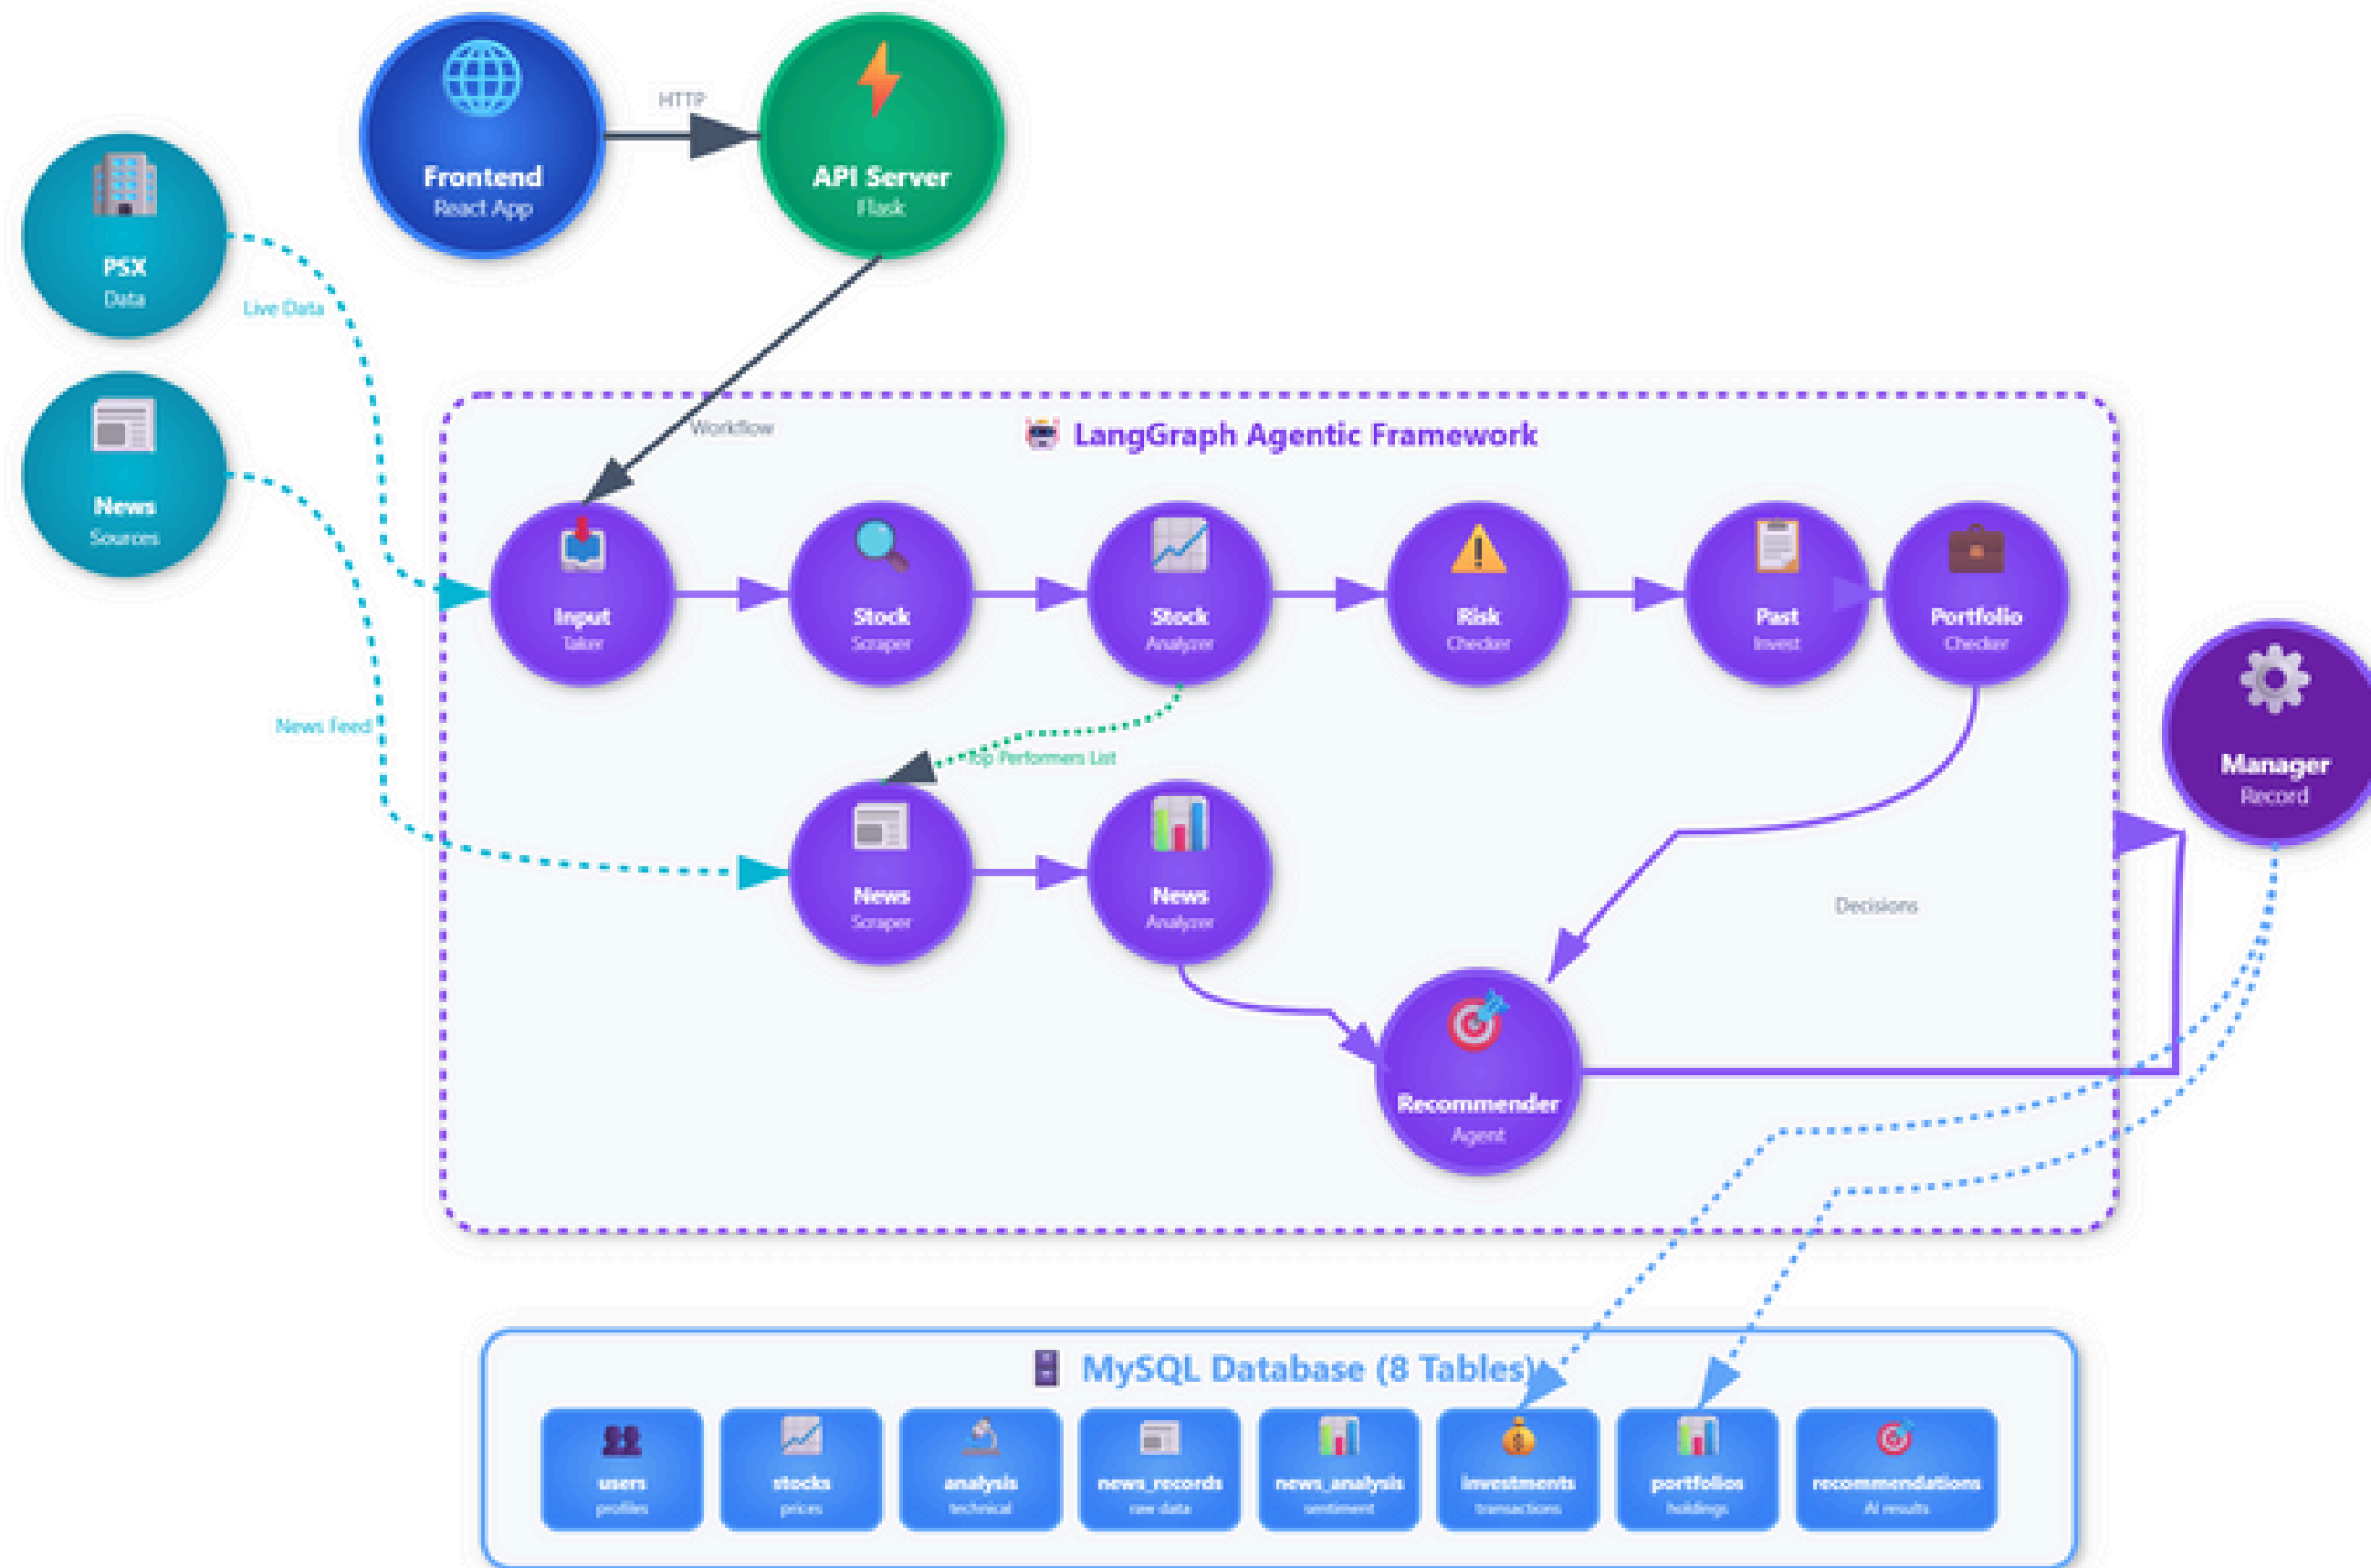 Frontend
React App
HTTP
API Server
Flask
PSX
Data
Live Data
News
Sources
News Feed
Workflow
LangGraph Agentic Framework
Input
Taker
Stock
Scraper
Stock
Analyzer
Risk
Checker
Past
Invest
Portfolio
Checker
Manager
Record
Top Performers List
News
Scraper
News
Analyzer
Decisions
Recommender
Agent
MySQL Database (8 Tables)
users
profiles
stocks
prices
analysis
technical
news_records
raw data
news_analysis
sentiment
investments
transactions
portfolios
holdings
recommendations
AI results